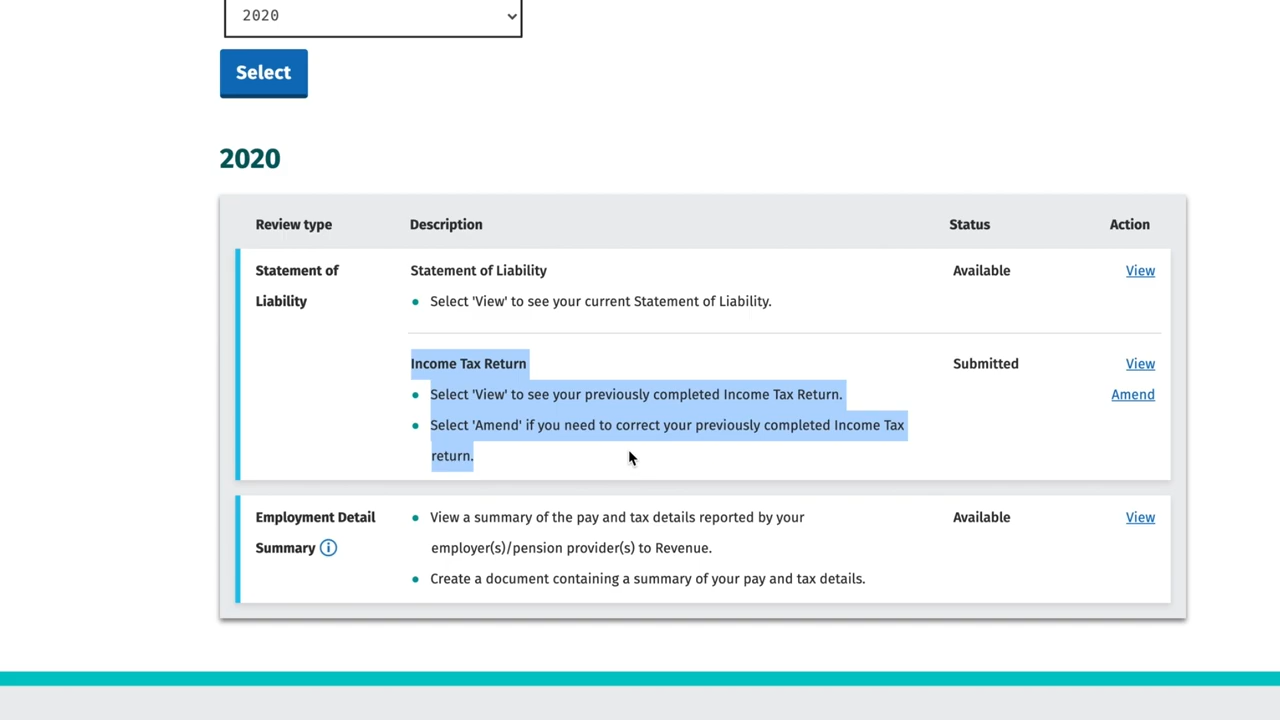 2020
Select
2020
Review type Description Status Action
Statement of Liability
Statement of Liability Available View
Select 'View' to see your current Statement of Liability.
Income Tax Return Submitted View
Select 'View' to see your previously completed Income Tax Return. Amend
Select 'Amend' if you need to correct your previously completed Income Tax
return.
Employment Detail
Summary
View a summary of the pay and tax details reported by your Available View
employer(s)/pension provider(s) to Revenue.
Create a document containing a summary of your pay and tax details.